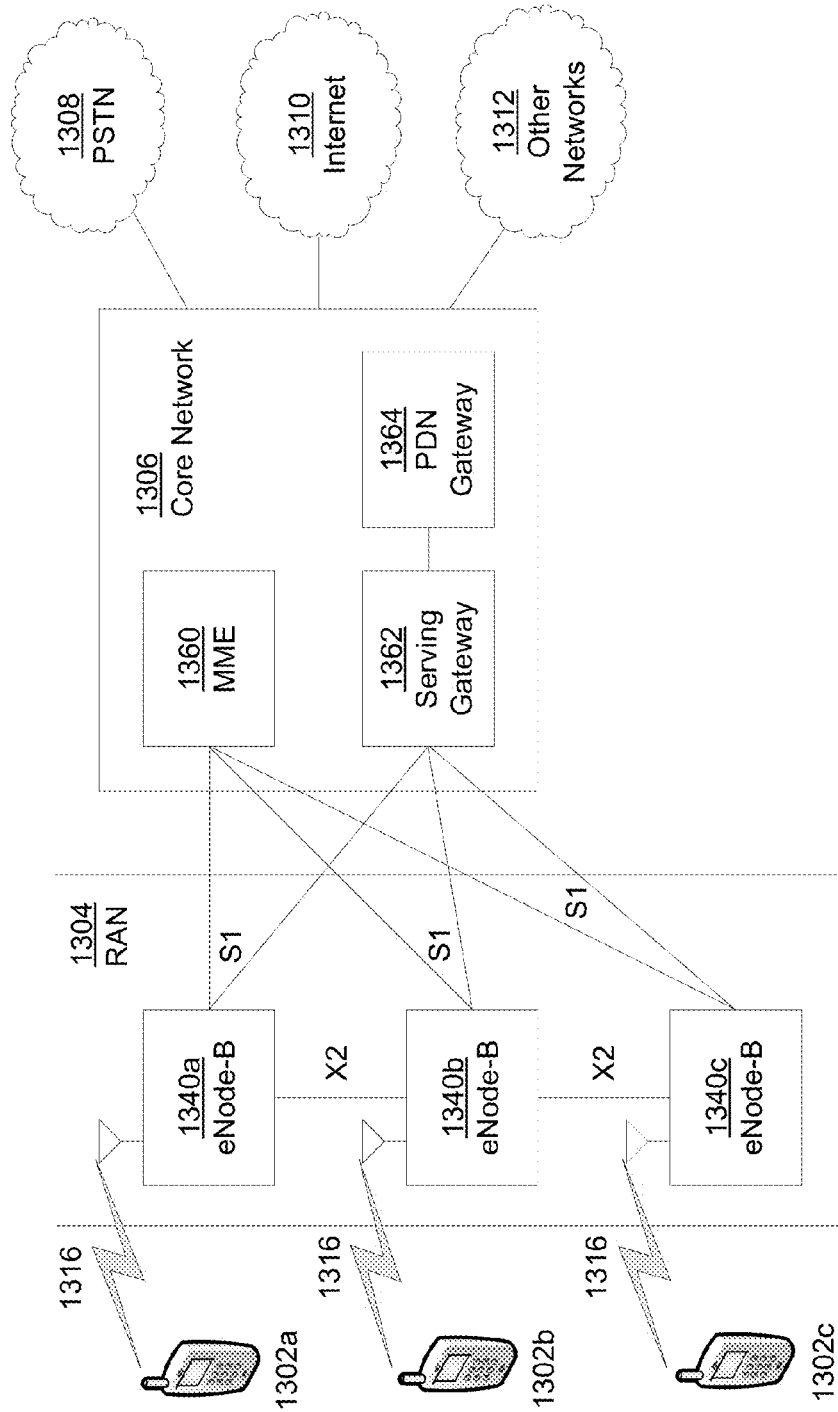 1302a
1316
1302b
1316
1302c
1316
1304
RAN
1340a
eNode-B
X2
1340b
eNode-B
X2
1340c
eNode-B
S1
S1
S1
1306
Core Network
1360
MME
1362
Serving
Gateway
1364
PDN
Gateway
1308
PSTN
1310
Internet
1312
Other
Networks